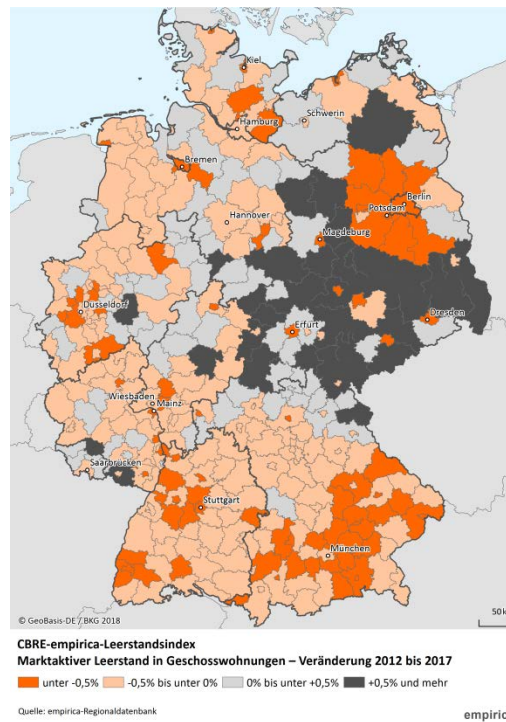 Kiel
Schwerin
Hamburg
Bremen
Berlin
Potsdam
Hannover
Magdeburg
Düsseldorf
Dresden
Erfurt
Wiesbaden
Mainz
Saarbrücken
Stuttgart
München
© GeoBasis-DE / BKG 2018
50 k
CBRE-empirica-Leerstandsindex
Marktaktiver Leerstand in Geschosswohnungen – Veränderung 2012 bis 2017
unter -0,5% -0,5% bis unter 0% 0% bis unter +0,5% +0,5% und mehr
Quelle: empirica-Regionaldatenbank
empiric